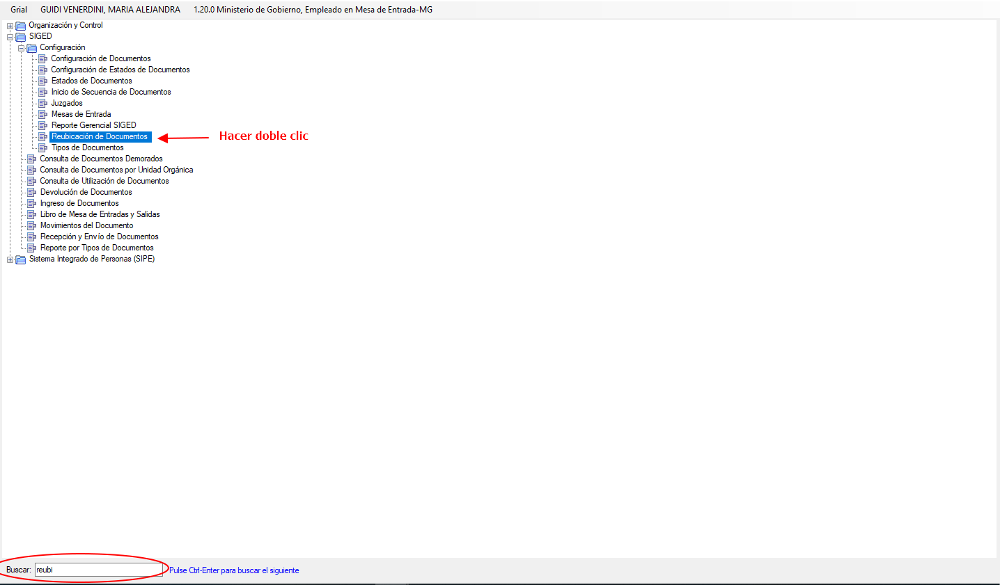 Grial GUIDI VENERDINI, MARIA ALEJANDRA 1.20.0 Ministerio de Gobierno, Empleado en Mesa de Entrada-MG
Organización y Control
SIGED
Configuración
Configuración de Documentos
Configuración de Estados de Documentos
Estados de Documentos
Inicio de Secuencia de Documentos
Juzgados
Mesas de Entrada
Reporte Gerencial SIGED
Reubicación de Documentos Hacer doble clic
Tipos de Documentos
Consulta de Documentos Demorados
Consulta de Documentos por Unidad Orgánica
Consulta de Utilización de Documentos
Devolución de Documentos
Ingreso de Documentos
Libro de Mesa de Entradas y Salidas
Movimientos del Documento
Recepción y Envío de Documentos
Reporte por Tipos de Documentos
Sistema Integrado de Personas (SIPE)
Buscar: reubi Pulse Ctrl-Enter para buscar el siguiente